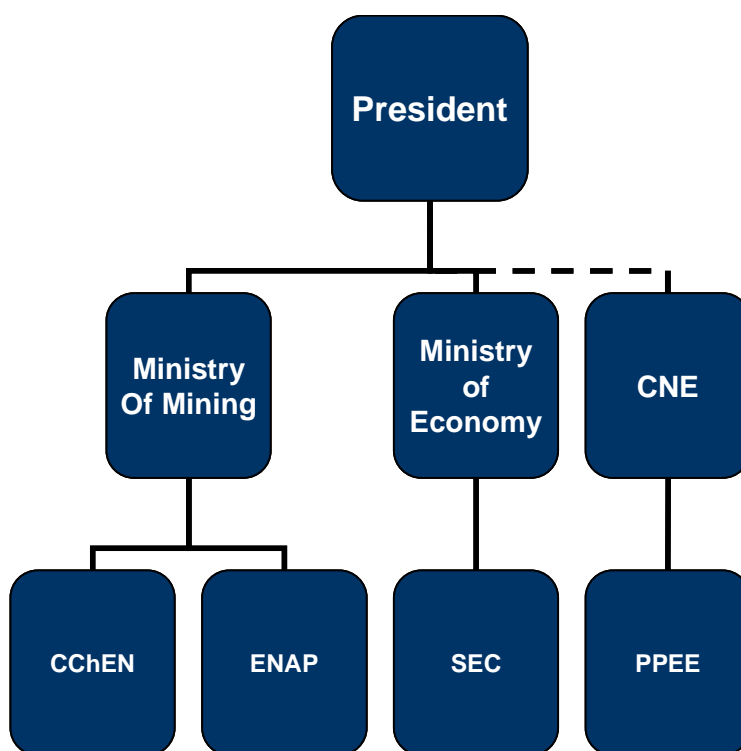 President
Ministry
Of Mining
Ministry
of
Economy
CNE
CChEN
ENAP
SEC
PPEE